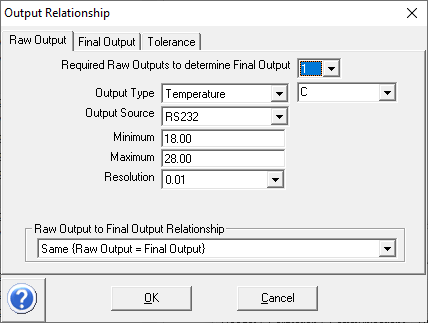 Output Relationship
Raw Output Final Output Tolerance
Required Raw Outputs to determine Final Output 1
Output Type Temperature C
Output Source RS232
Minimum 18.00
Maximum 28.00
Resolution 0.01
Raw Output to Final Output Relationship
Same {Raw Output = Final Output}
? OK Cancel